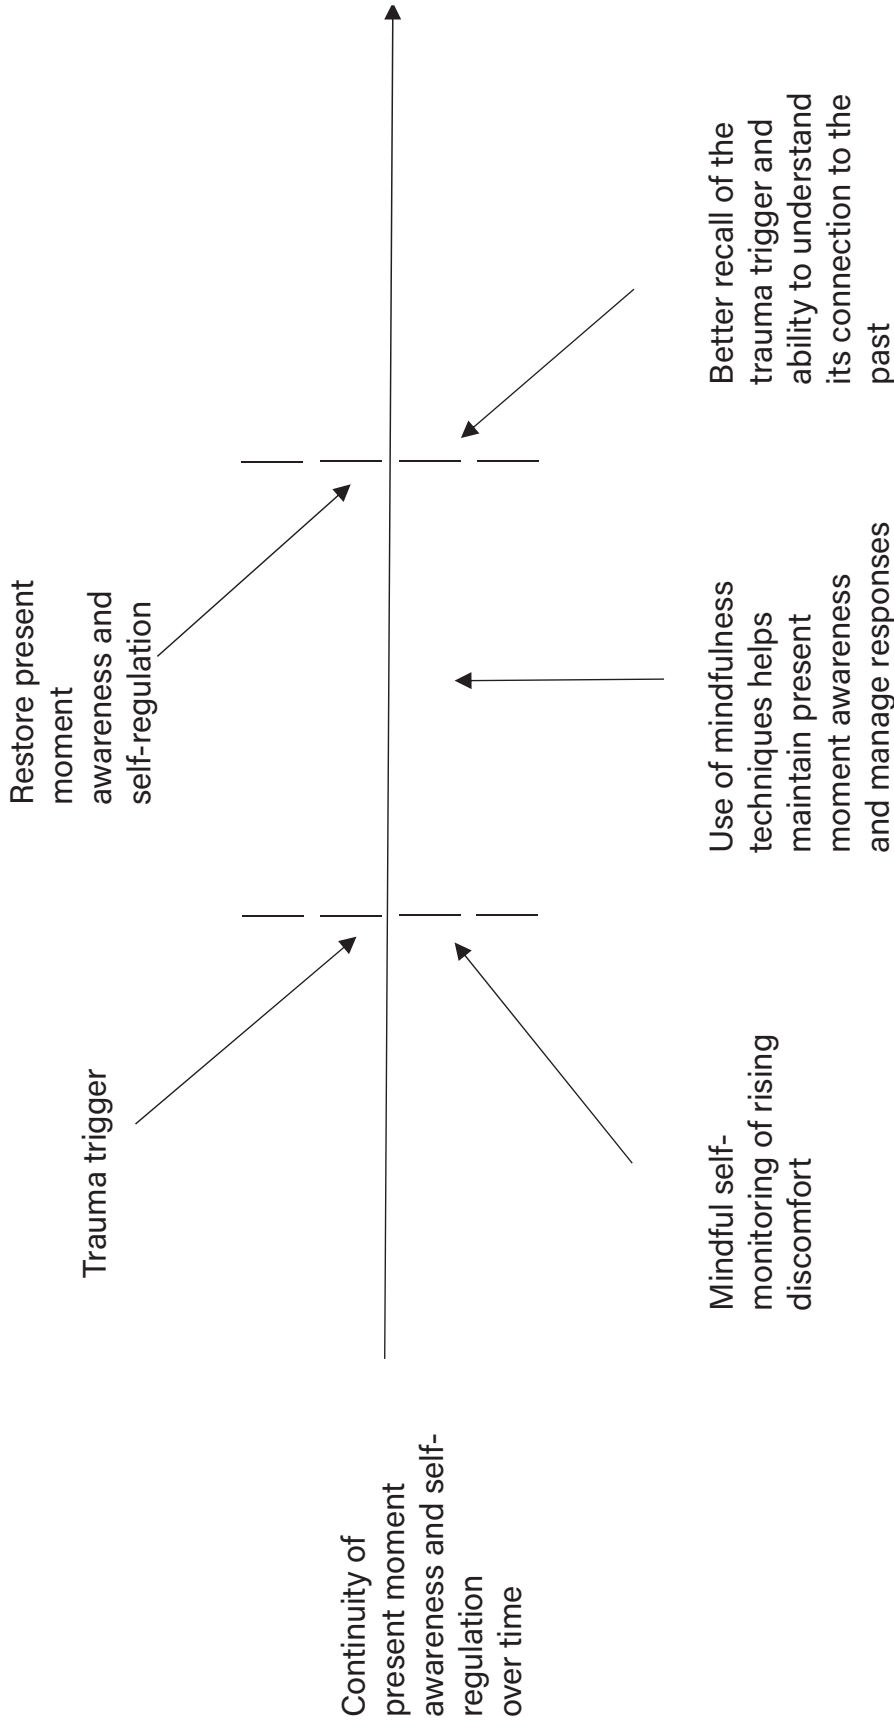 Continuity of
present moment
awareness and self-
regulation
over time
Trauma trigger
Restore present
moment
awareness and
self-regulation
Mindful self-
monitoring of rising
discomfort
Use of mindfulness
techniques helps
maintain present
moment awareness
and manage responses
Better recall of the
trauma trigger and
ability to understand
its connection to the
past